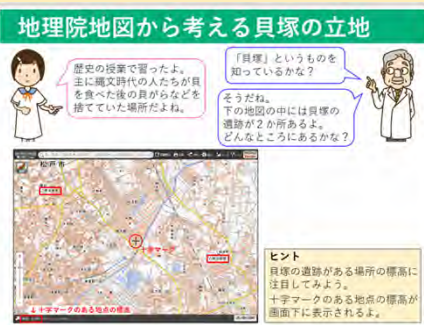 地理院地図から考える貝塚の立地
「貝塚」というものを
知っているかな?
歴史の授業で習ったよ。
主に縄文時代の人たちが貝
を食べた後の貝がらなどを
捨てていた場所だよね。
そうだね。
下の地図の中には貝塚の
遺跡が2か所あるよ。
どんなところにあるかな?
松戸市
十字マーク
↓十字マークのある地点の標高
ヒント
貝塚の遺跡がある場所の標高に
注目してみよう。
十字マークのある地点の標高が
画面下に表示されるよ。